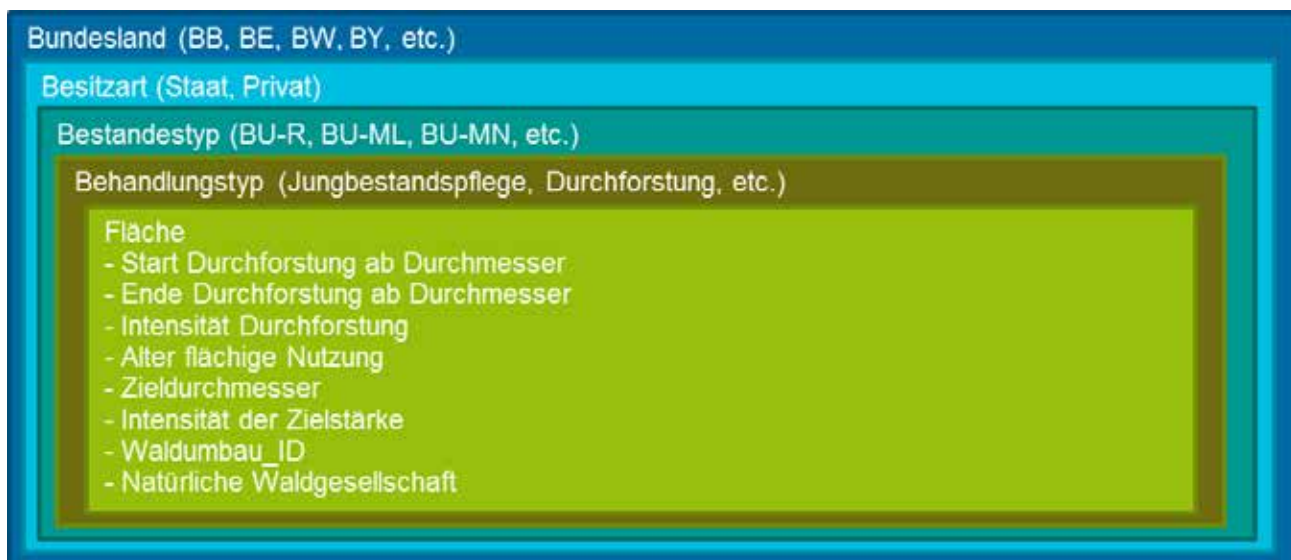 Bundesland (BB, BE, BW, BY, etc.)
Besitzart (Staat, Privat)
Bestandestyp (BU-R, BU-ML, BU-MN, etc.)
Behandlungstyp (Jungbestandspflege, Durchforstung, etc.)
Fläche
- Start Durchforstung ab Durchmesser
- Ende Durchforstung ab Durchmesser
- Intensität Durchforstung
- Alter flächige Nutzung
- Zieldurchmesser
- Intensität der Zielstärke
- Waldumbau_ID
- Natürliche Waldgesellschaft